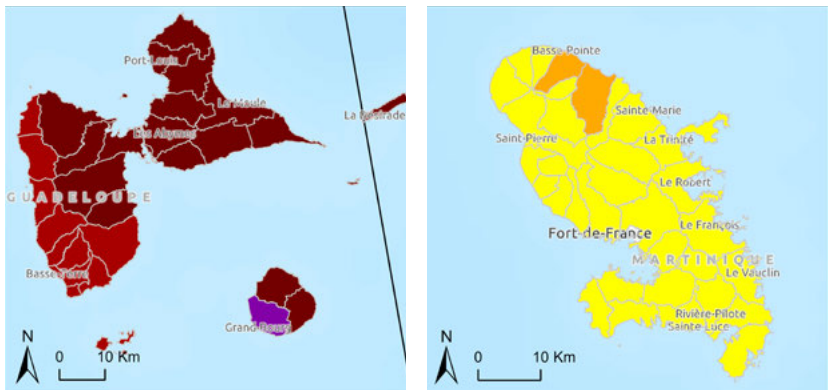 Port-Louis
Le Moule
La Désirade
Les Abymes
GUADELOUPE
Basse-Terre
Grand-Bourg
N
0 10 Km
Basse-Pointe
Sainte-Marie
Saint-Pierre
La Trinité
Le Robert
Le François
Fort-de-France
MARTINIQUE
Le Vauclin
Rivière-Pilote
Sainte-Luce
N
0 10 Km